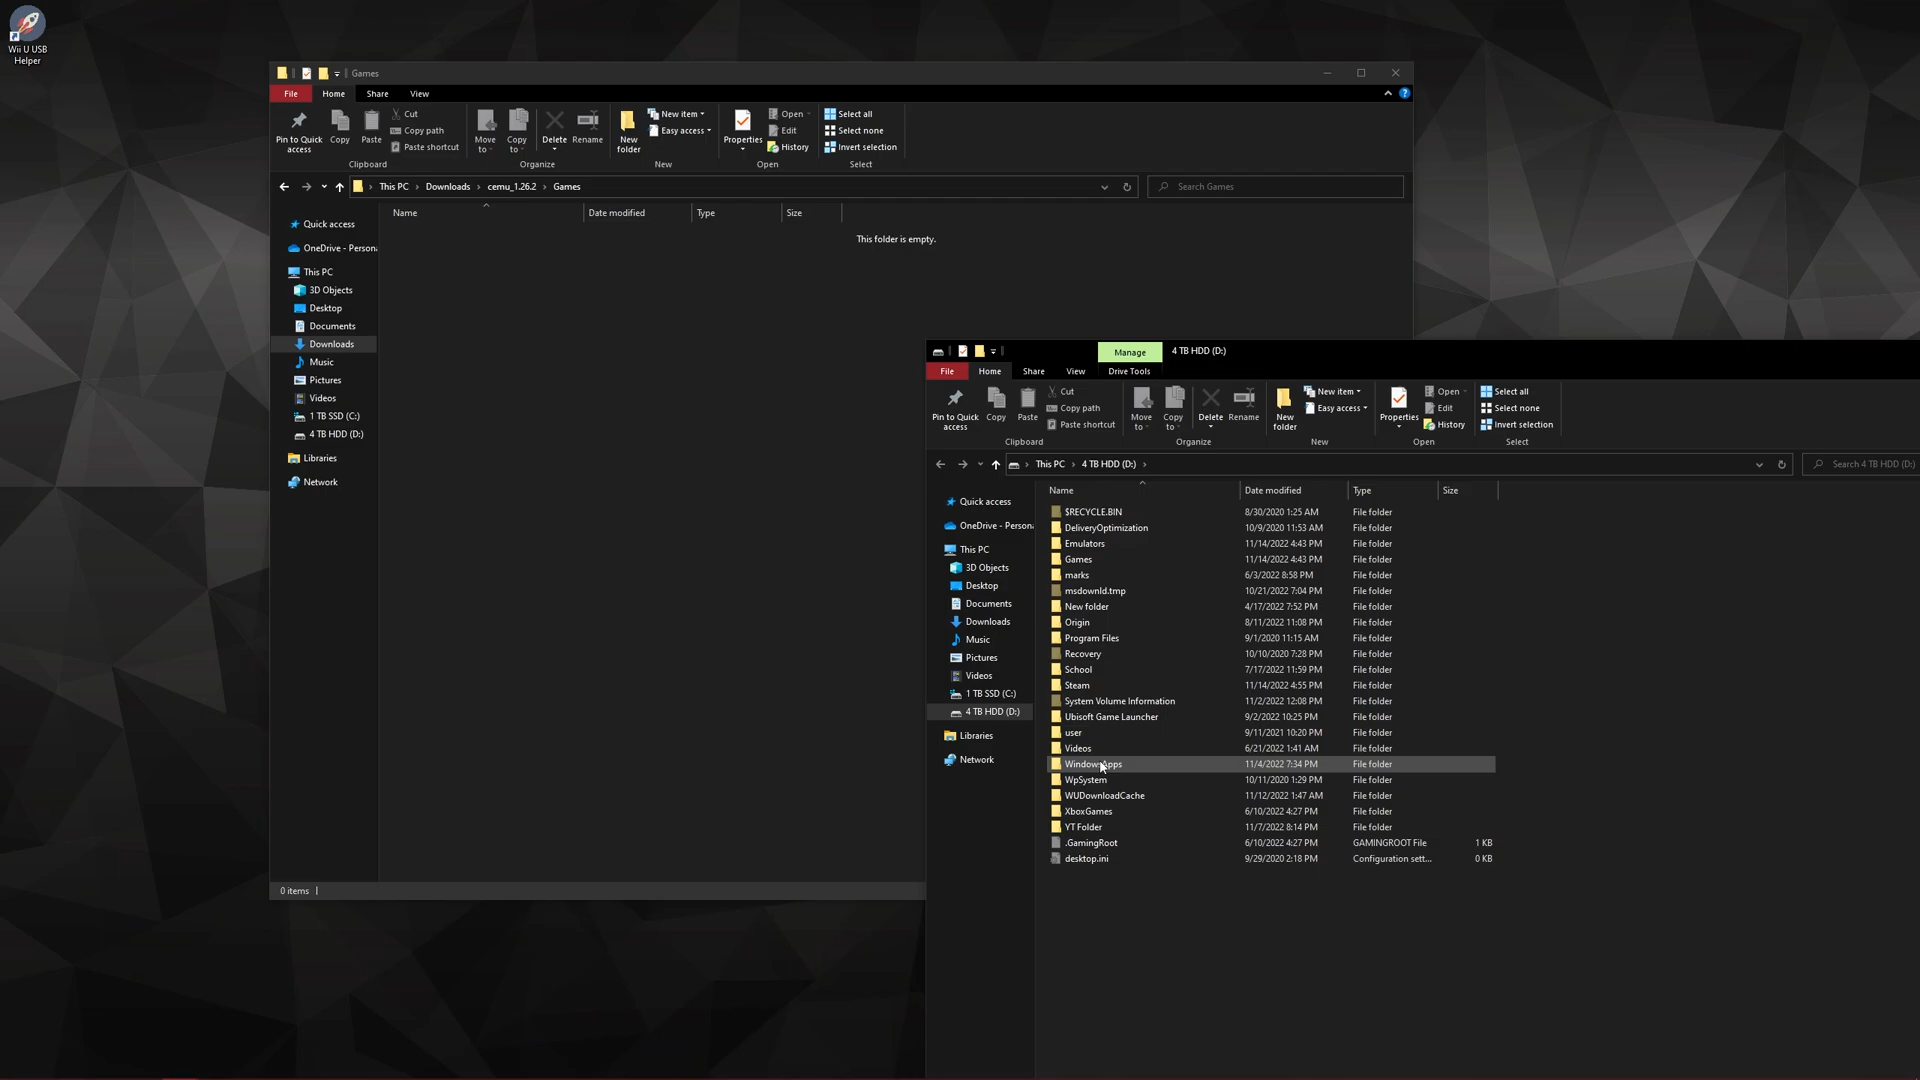 Wii U USB
Helper
Games
File Home Share View
Pin to Quick
access
Copy
Paste
Cut
Copy path
Paste shortcut
Clipboard
Move
to
Copy
to
Delete
Rename
Organize
New
folder
New item
Easy access
New
Properties
Open
Edit
History
Open
Select all
Select none
Invert selection
Select
This PC › Downloads › cemu_1.26.2 › Games
Search Games
Name Date modified Type Size
This folder is empty.
Quick access
OneDrive - Person
This PC
3D Objects
Desktop
Documents
Downloads
Music
Pictures
Videos
1 TB SSD (C:)
4 TB HDD (D:)
Libraries
Network
0 items
Manage 4 TB HDD (D:)
File Home Share View Drive Tools
Pin to Quick
access
Copy
Paste
Cut
Copy path
Paste shortcut
Clipboard
Move
to
Copy
to
Delete
Rename
Organize
New
folder
New item
Easy access
New
Properties
Open
Edit
History
Open
Select all
Select none
Invert selection
Select
This PC › 4 TB HDD (D:) ›
Search 4 TB HDD (D:)
Quick access
OneDrive - Person
This PC
3D Objects
Desktop
Documents
Downloads
Music
Pictures
Videos
1 TB SSD (C:)
4 TB HDD (D:)
Libraries
Network
Name Date modified Type Size
$RECYCLE.BIN 8/30/2020 1:25 AM File folder
DeliveryOptimization 10/9/2020 11:53 AM File folder
Emulators 11/14/2022 4:43 PM File folder
Games 11/14/2022 4:43 PM File folder
marks 6/3/2022 8:58 PM File folder
msdownld.tmp 10/21/2022 7:04 PM File folder
New folder 4/17/2022 7:52 PM File folder
Origin 8/11/2022 11:08 PM File folder
Program Files 9/1/2020 11:15 AM File folder
Recovery 10/10/2020 7:28 PM File folder
School 7/17/2022 11:59 PM File folder
Steam 11/14/2022 4:55 PM File folder
System Volume Information 11/2/2022 12:08 PM File folder
Ubisoft Game Launcher 9/2/2022 10:25 PM File folder
user 9/11/2021 10:20 PM File folder
Videos 6/21/2022 1:41 AM File folder
WindowsApps 11/4/2022 7:34 PM File folder
WpSystem 10/11/2020 1:29 PM File folder
WUDownloadCache 11/12/2022 1:47 AM File folder
XboxGames 6/10/2022 4:27 PM File folder
YT Folder 11/7/2022 8:14 PM File folder
.GamingRoot 6/10/2022 4:27 PM GAMINGROOT File 1 KB
desktop.ini 9/29/2020 2:18 PM Configuration sett... 0 KB